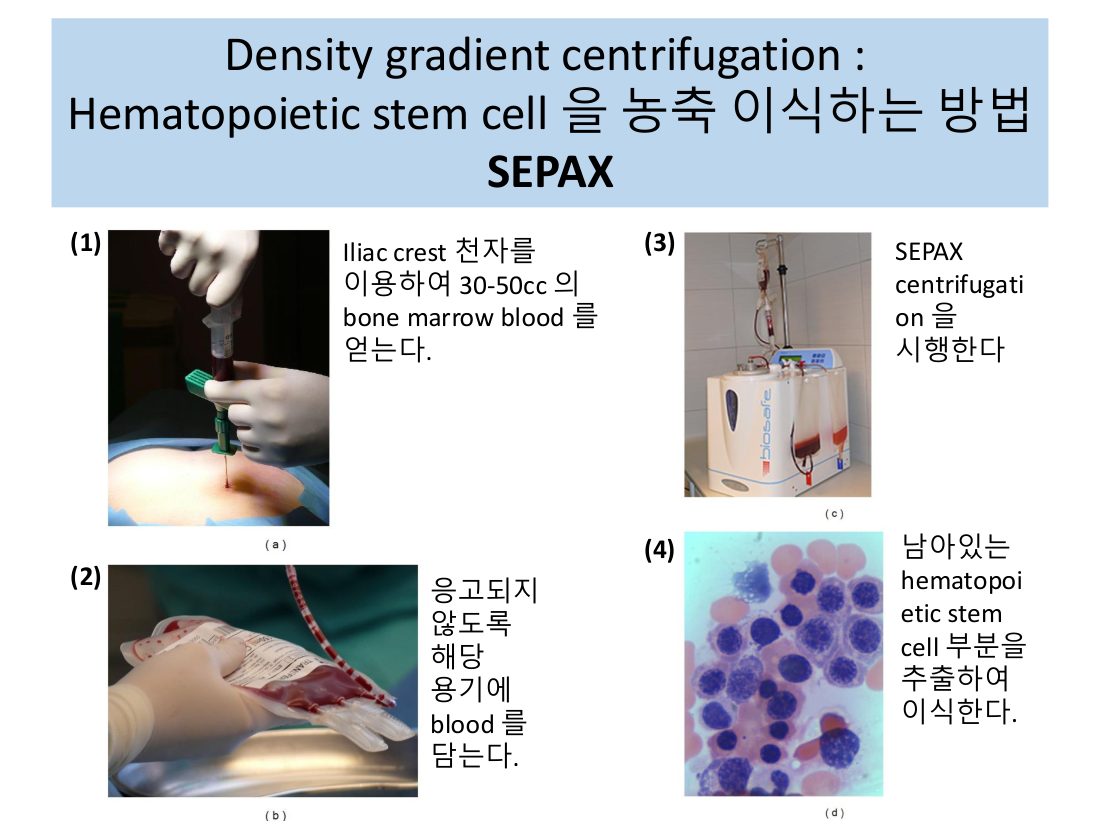 Density gradient centrifugation :
Hematopoietic stem cell 을 농축 이식하는 방법
SEPAX
(1)
Iliac crest 천자를
이용하여 30-50cc 의
bone marrow blood 를
얻는다.
(a)
(2)
응고되지
않도록
해당
용기에
blood 를
담는다.
(b)
(3)
SEPAX
centrifugati
on 을
시행한다
biosafe
(c)
(4)
남아있는
hematopoi
etic stem
cell 부분을
추출하여
이식한다.
(d)